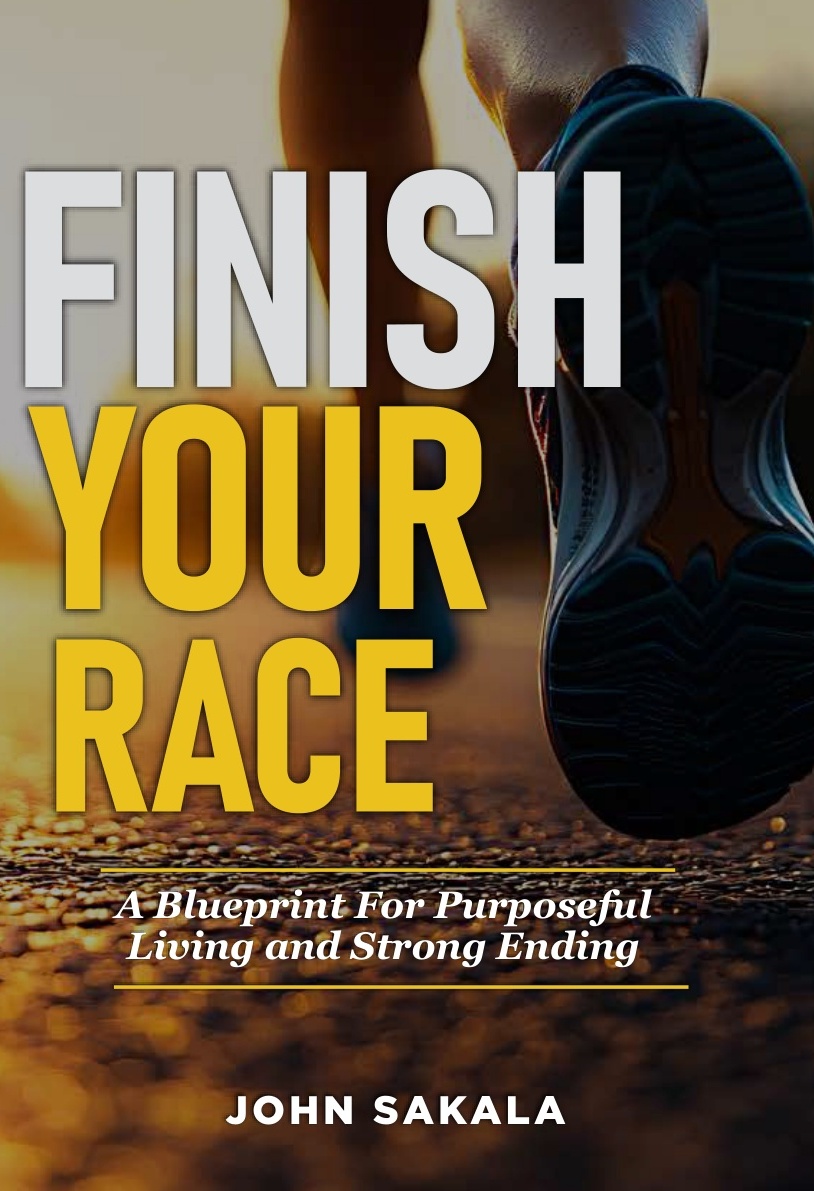 FINISH
YOUR
RACE
A Blueprint For Purposeful
Living and Strong Ending
JOHN SAKALA